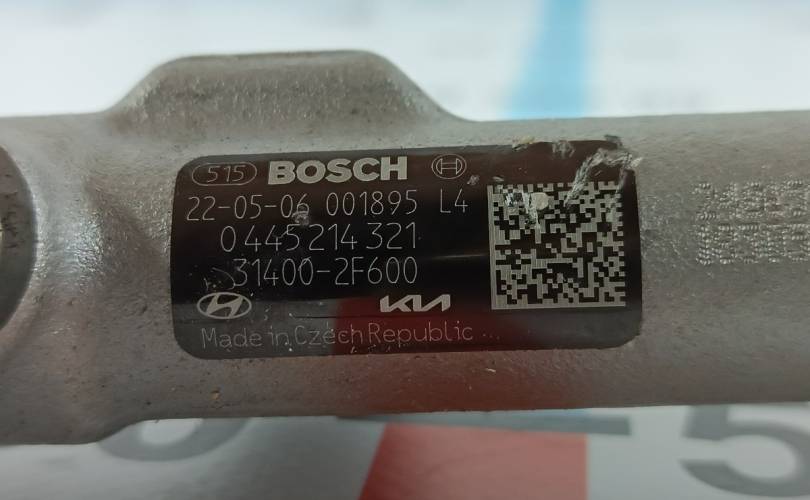 515 BOSCH
22-05-06 001895 L4
0 445 214 321
31400-2F600
KIA
Made in Czech Republic